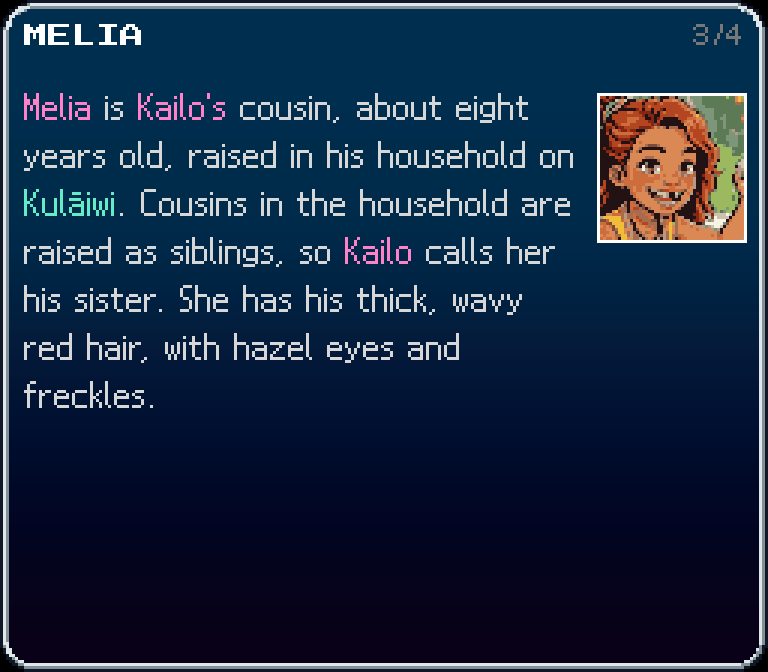 MELIA
3/4
Melia is Kailo's cousin, about eight
years old, raised in his household on
Kulāiwi. Cousins in the household are
raised as siblings, so Kailo calls her
his sister. She has his thick, wavy
red hair, with hazel eyes and
freckles.